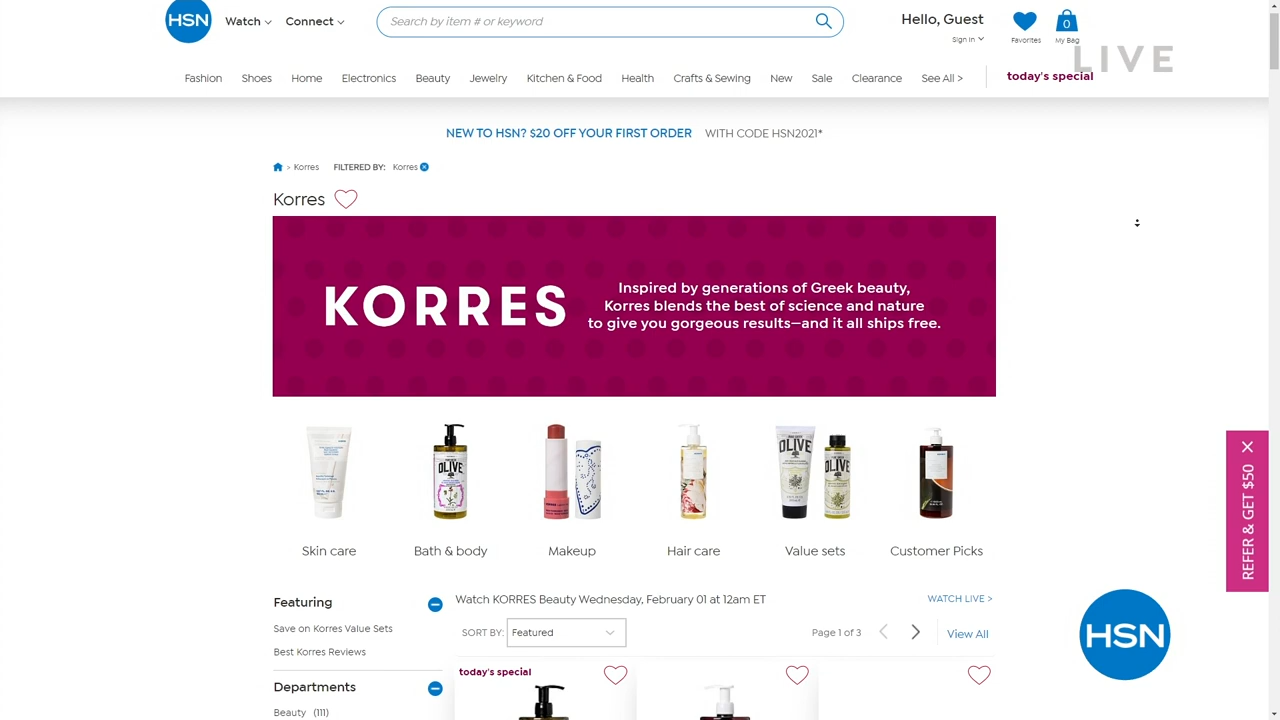 HSN
Watch
Connect
Search by item # or keyword
Hello, Guest
Sign In
Favorites
0
My Bag
LIVE
Fashion Shoes Home Electronics Beauty Jewelry Kitchen & Food Health Crafts & Sewing New Sale Clearance See All >
today's special
NEW TO HSN? $20 OFF YOUR FIRST ORDER WITH CODE HSN2021*
> Korres FILTERED BY: Korres
Korres
KORRES
Inspired by generations of Greek beauty,
Korres blends the best of science and nature
to give you gorgeous results—and it all ships free.
OLIVE
OLIVE
Skin care Bath & body Makeup Hair care Value sets Customer Picks
REFER & GET $50
Featuring
Save on Korres Value Sets
Best Korres Reviews
Departments
Beauty (111)
Watch KORRES Beauty Wednesday, February 01 at 12am ET
WATCH LIVE >
SORT BY: Featured
Page 1 of 3
View All
today's special
HSN